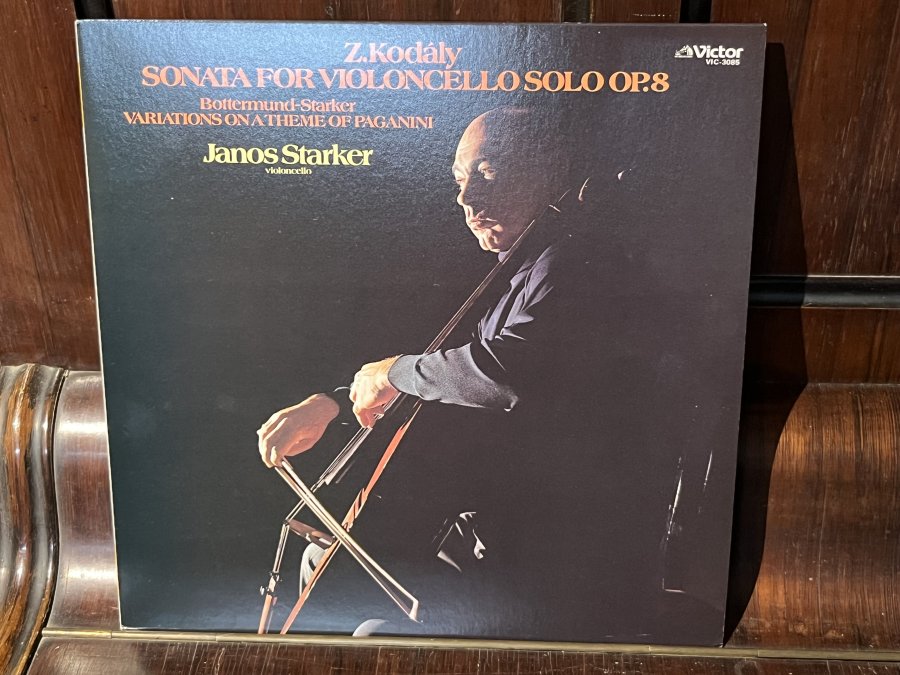 Z.Kodály
SONATA FOR VIOLONCELLO SOLO OP.8
Bottermund-Starker
VARIATIONS ON A THEME OF PAGANINI
Janos Starker
violoncello
Victor
VIC-3085